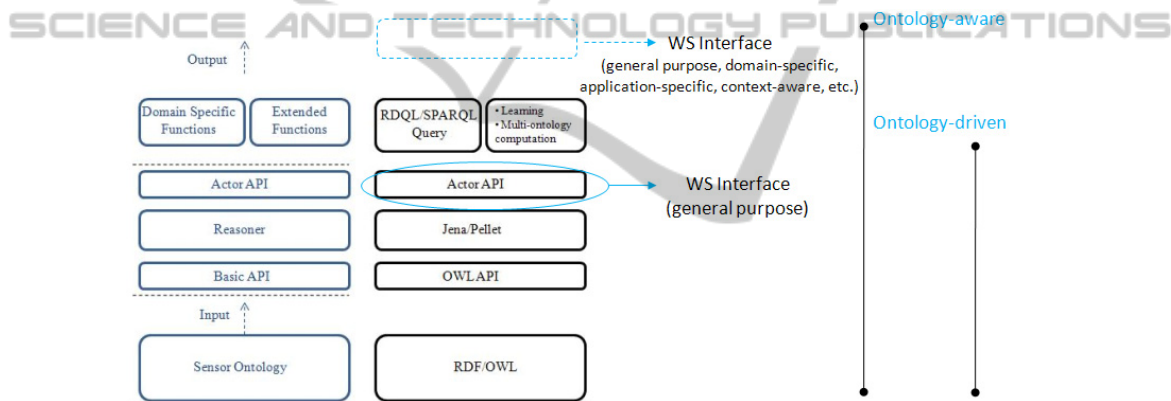 SCIENCE AND TECHNOLOGY PUBLICATIONS
Ontology-aware
Output
WS Interface
(general purpose, domain-specific,
application-specific, context-aware, etc.)
Domain Specific
Functions
Extended
Functions
RDQL/SPARQL
Query
• Learning
• Multi-ontology
computation
Ontology-driven
Actor API
Actor API
WS Interface
(general purpose)
Reasoner
Jena/Pellet
Basic API
OWL API
Input
Sensor Ontology
RDF/OWL